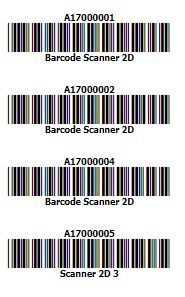 A17000001
Barcode Scanner 2D
A17000002
Barcode Scanner 2D
A17000004
Barcode Scanner 2D
A17000005
Scanner 2D 3